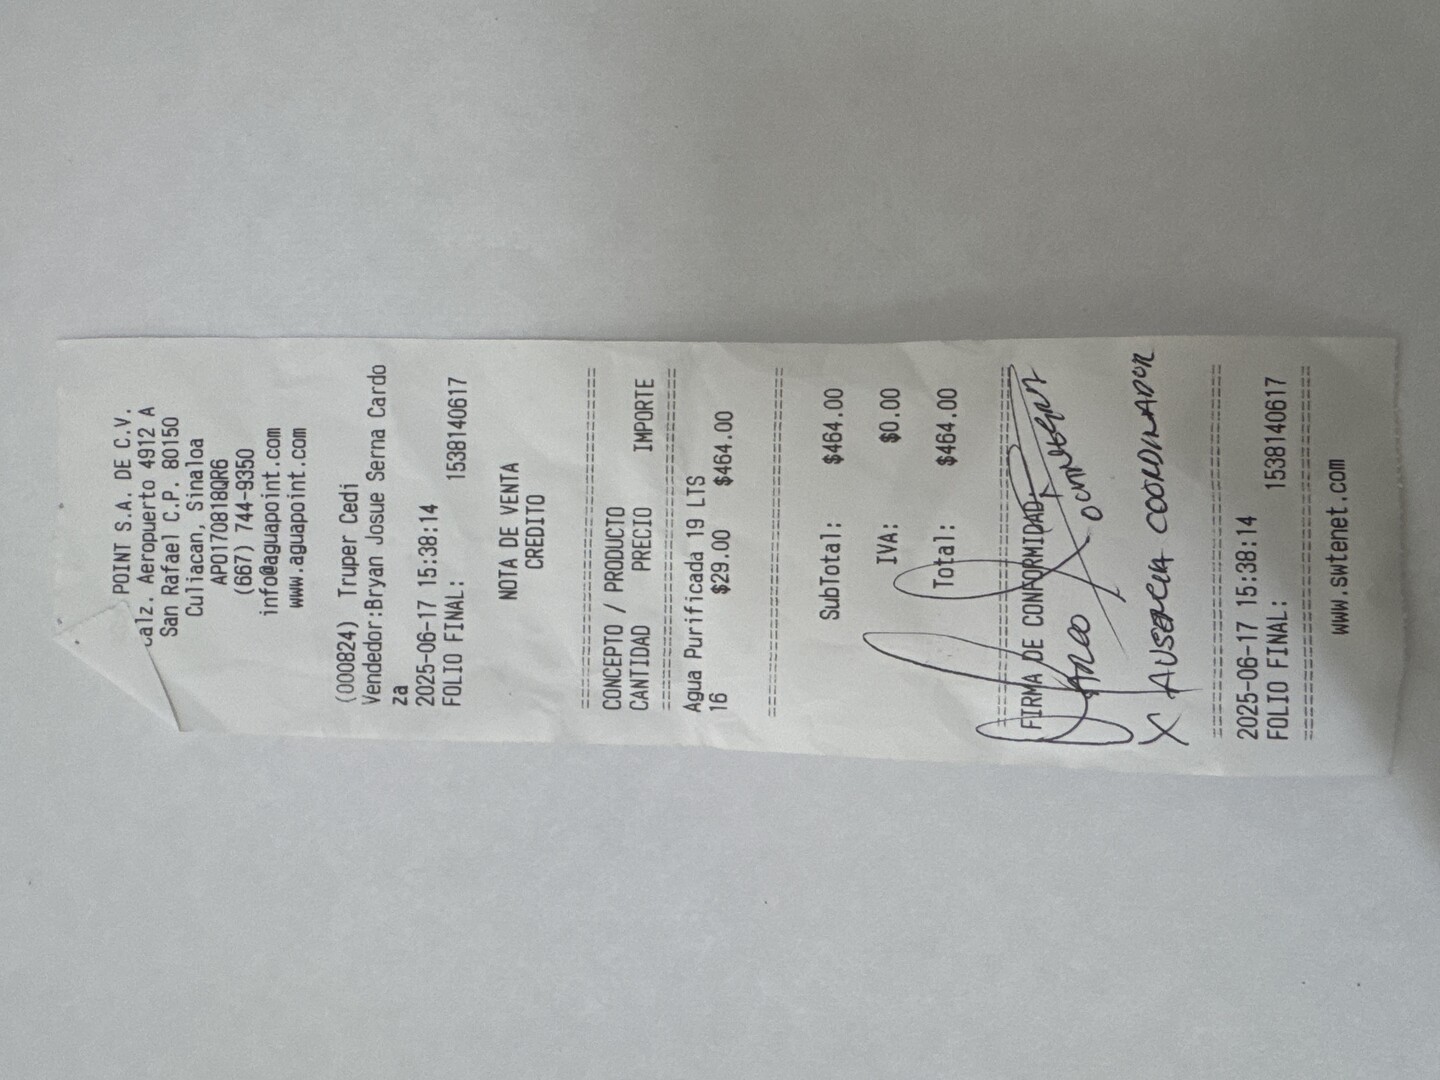 POINT S.A. DE C.V.
Calz. Aeropuerto 4912 A
San Rafael C.P. 80150
Culiacan, Sinaloa
APO170818QR6
(667) 744-9350
info@aguapoint.com
www.aguapoint.com
(000824) Truper Cedi
Vendedor:Bryan Josue Serna Cardo
za
2025-06-17 15:38:14
FOLIO FINAL: 1538140617
NOTA DE VENTA
CREDITO
==================================
CONCEPTO / PRODUCTO
CANTIDAD PRECIO IMPORTE
==================================
Agua Purificada 19 LTS
16 $29.00 $464.00
==================================
SubTotal: $464.00
IVA: $0.00
Total: $464.00
==================================
FIRMA DE CONFORMIDAD
X AUSENCIA COORDINADOR
==================================
2025-06-17 15:38:14
FOLIO FINAL: 1538140617
==================================
www.swtenet.com